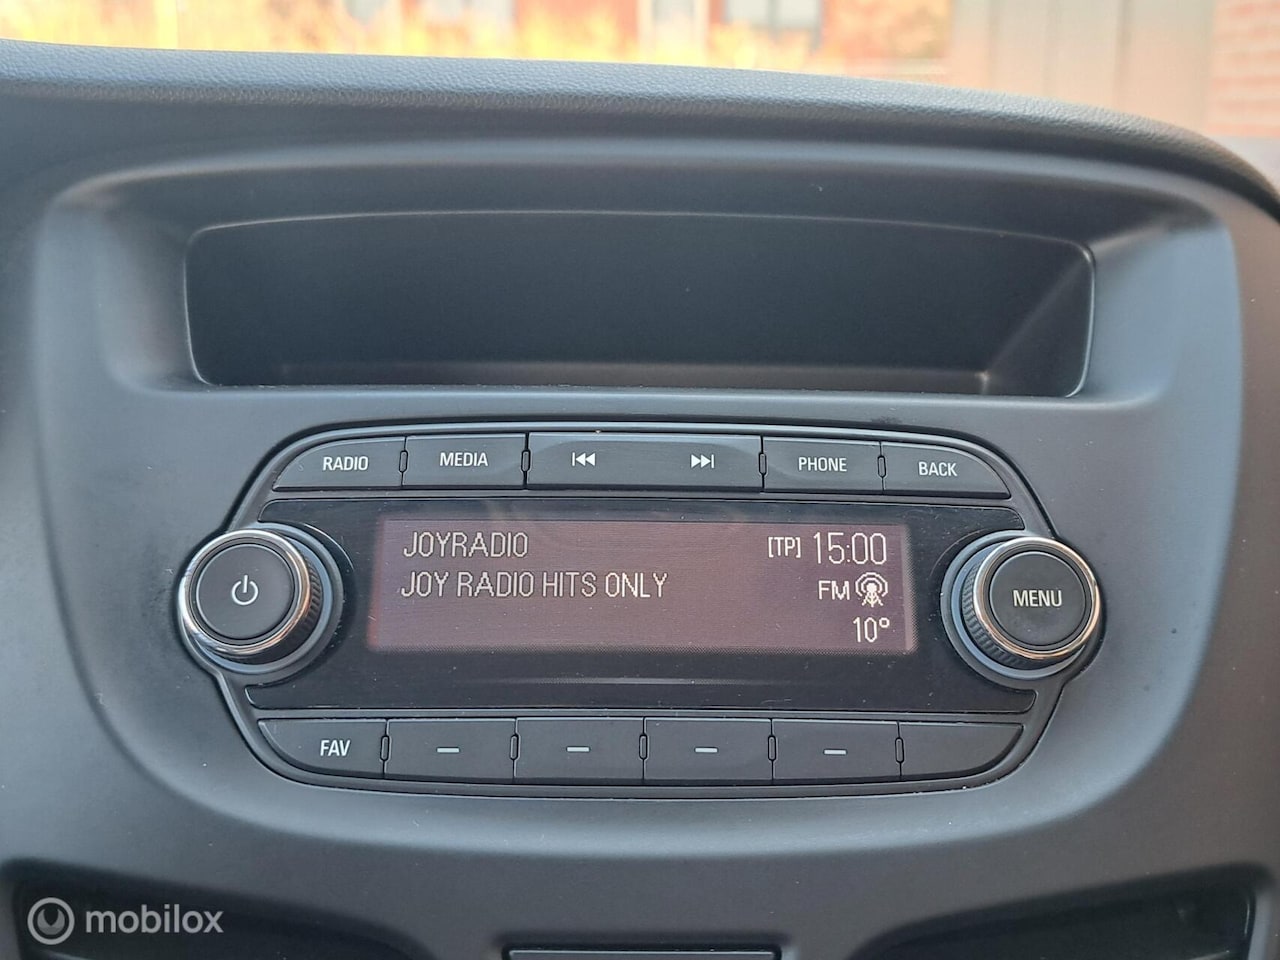 RADIO MEDIA PHONE BACK
JOYRADIO [TP] 15:00
JOY RADIO HITS ONLY FM
10°
MENU
FAV
mobilox